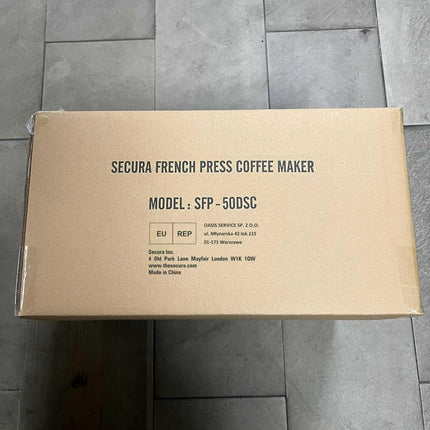 SECURA FRENCH PRESS COFFEE MAKER
MODEL : SFP - 50DSC
EU REP
OASIS SERVICE SP. Z O.O.
ul. Mlynarska 42 lok.115
01-171 Warszawa
Secura Inc.
4 Old Park Lane Mayfair London W1K 1QW
www.thesecura.com
Made in China